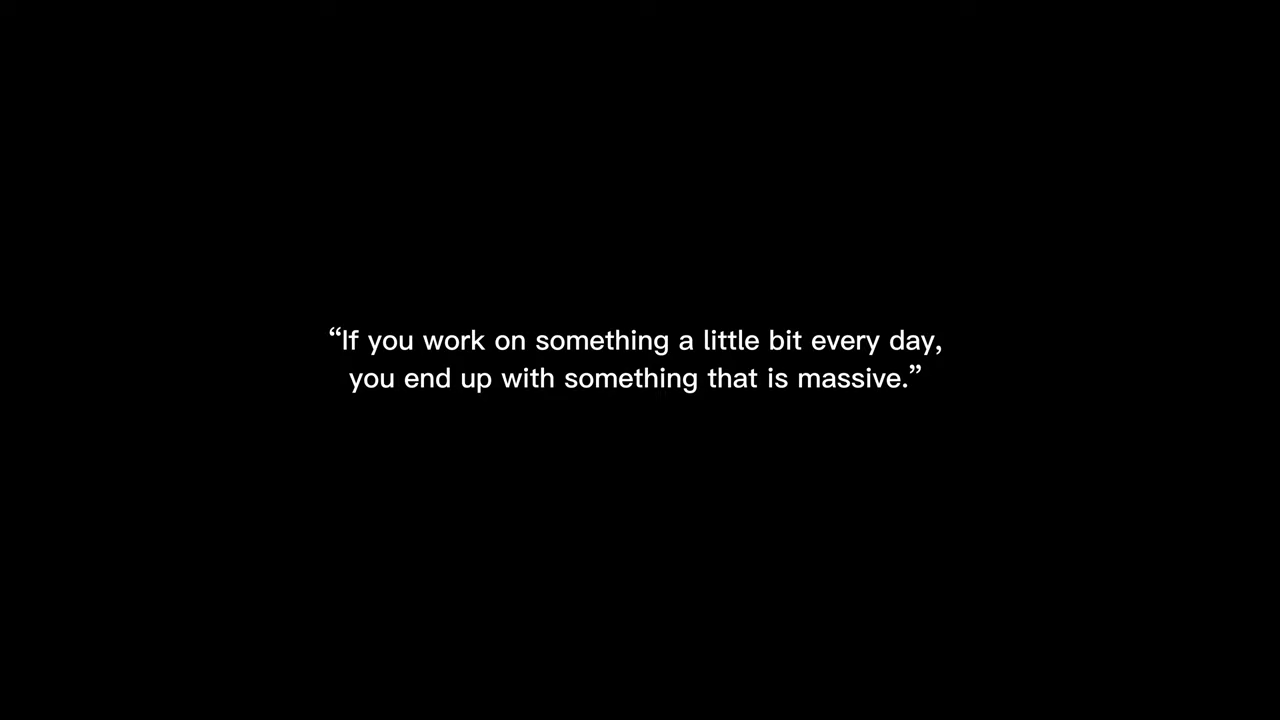 “If you work on something a little bit every day,
you end up with something that is massive.”